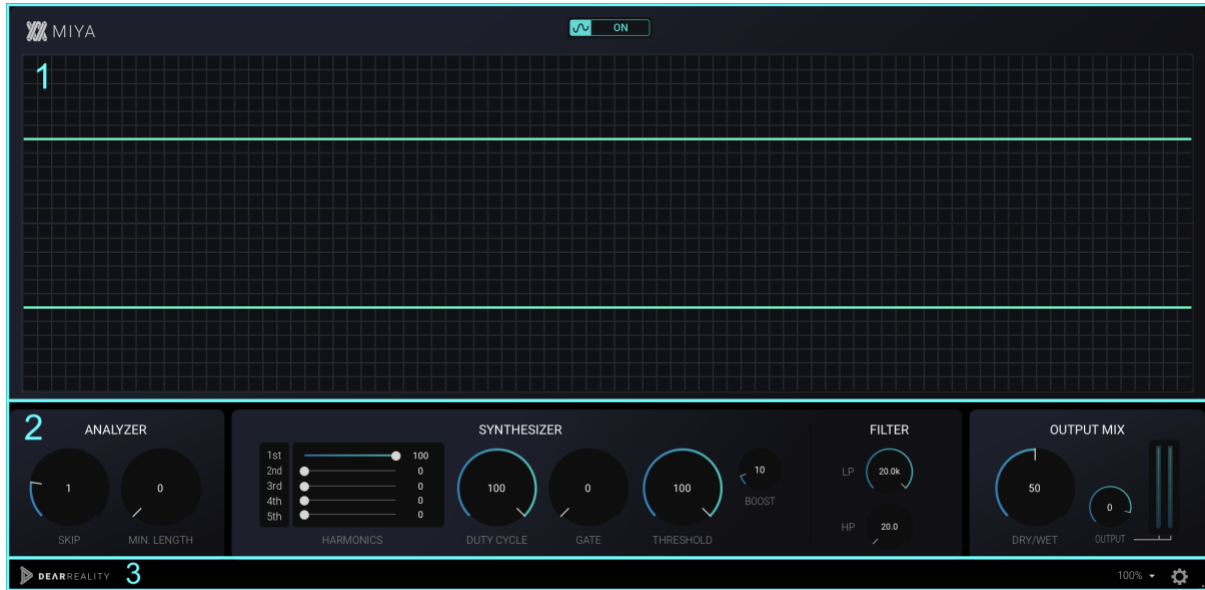 MIYA
ON
1
2
ANALYZER
1
0
SKIP
MIN. LENGTH
SYNTHESIZER
1st 100
2nd 0
3rd 0
4th 0
5th 0
HARMONICS
100
0
100
10
DUTY CYCLE
GATE
THRESHOLD
BOOST
FILTER
LP 20.0k
HP 20.0
OUTPUT MIX
50
0
DRY/WET
OUTPUT
DEARREALITY
3
100%